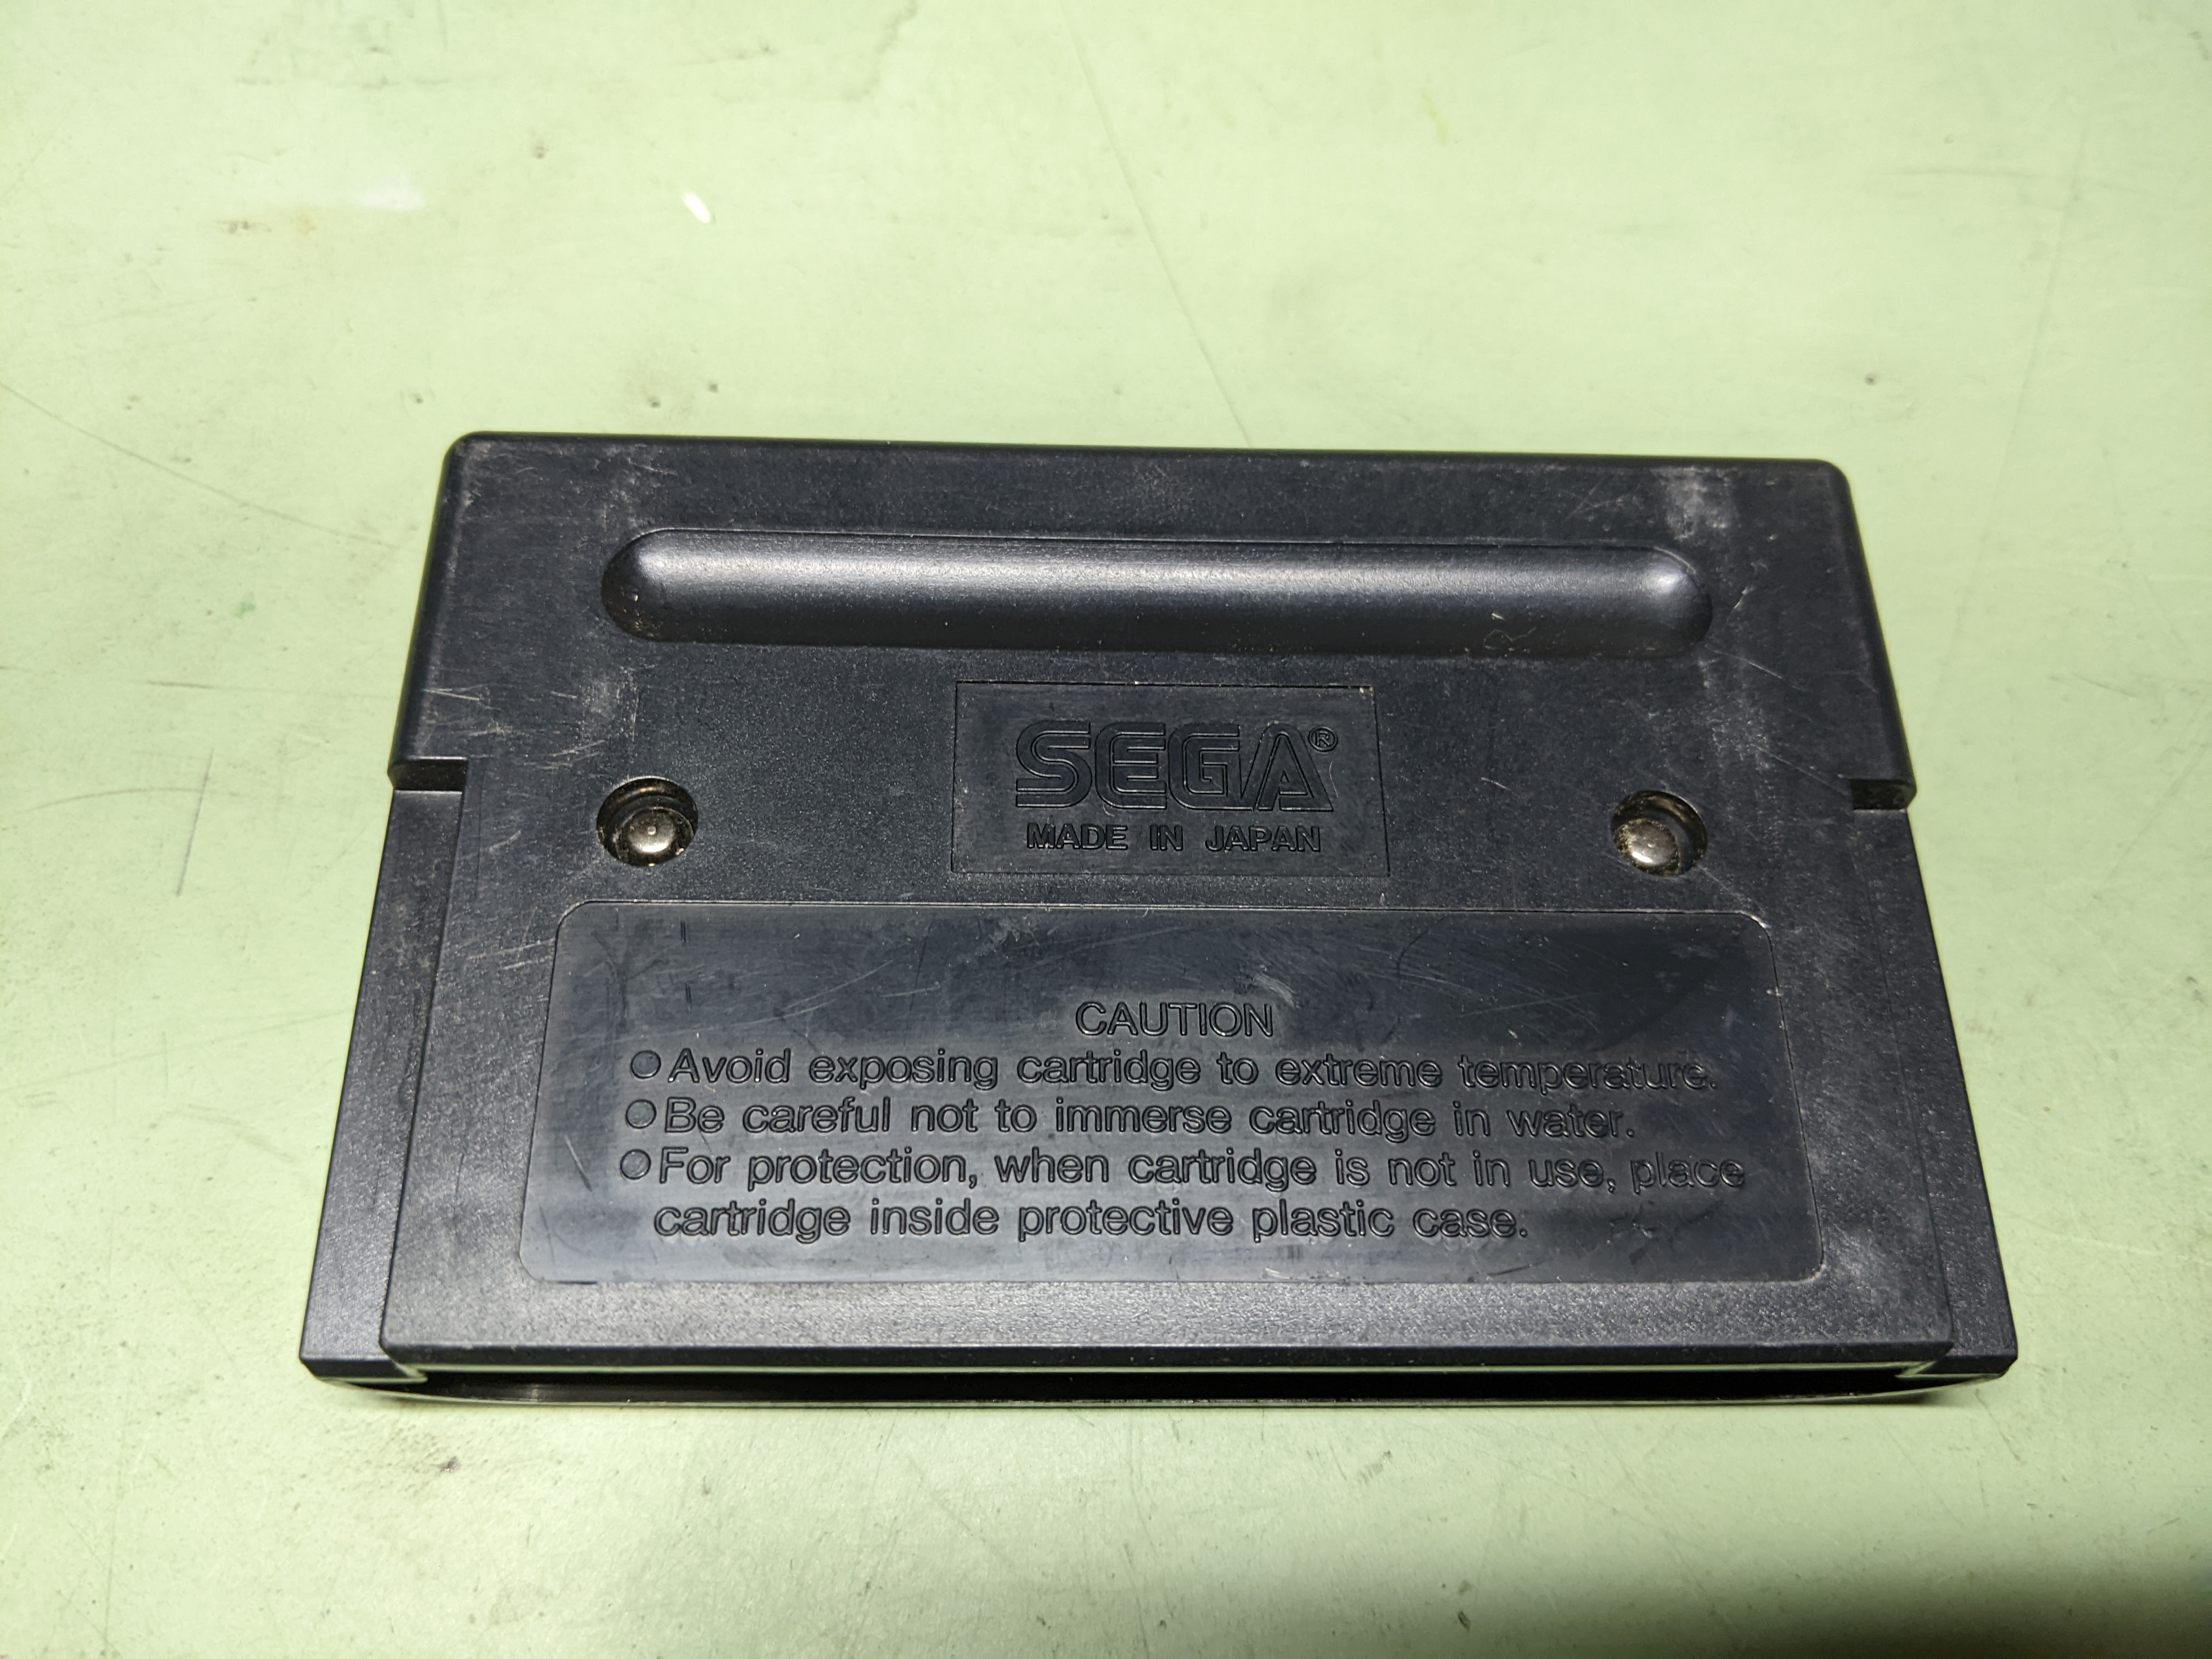 SEGA®
MADE IN JAPAN
CAUTION
●Avoid exposing cartridge to extreme temperature.
●Be careful not to immerse cartridge in water.
●For protection, when cartridge is not in use, place
cartridge inside protective plastic case.